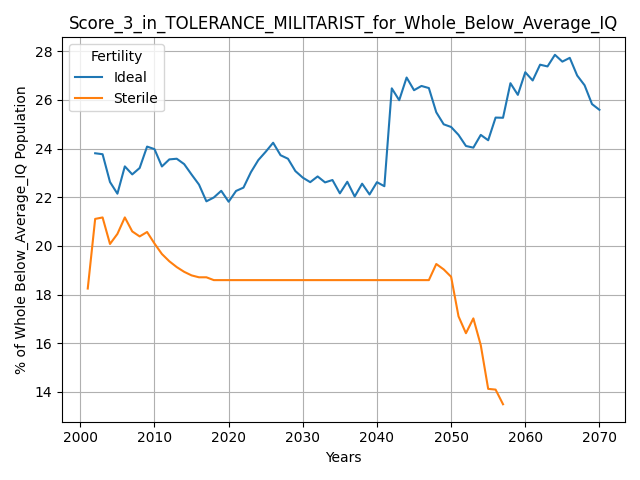 Score_3_in_TOLERANCE_MILITARIST_for_Whole_Below_Average_IQ
Fertility
Ideal
Sterile
% of Whole Below_Average_IQ Population
28
26
24
22
20
18
16
14
2000 2010 2020 2030 2040 2050 2060 2070
Years